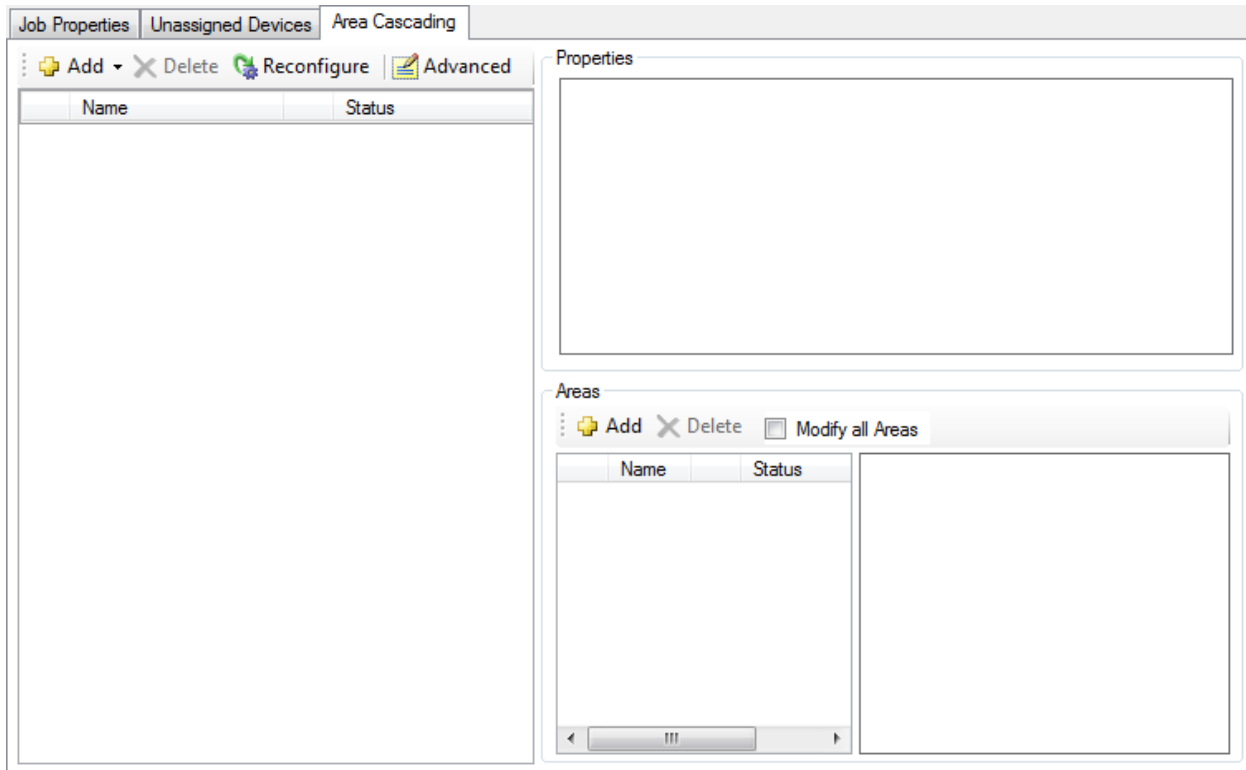 Job Properties Unassigned Devices Area Cascading
Add Delete Reconfigure Advanced
Name Status
Properties
Areas
Add Delete Modify all Areas
Name Status